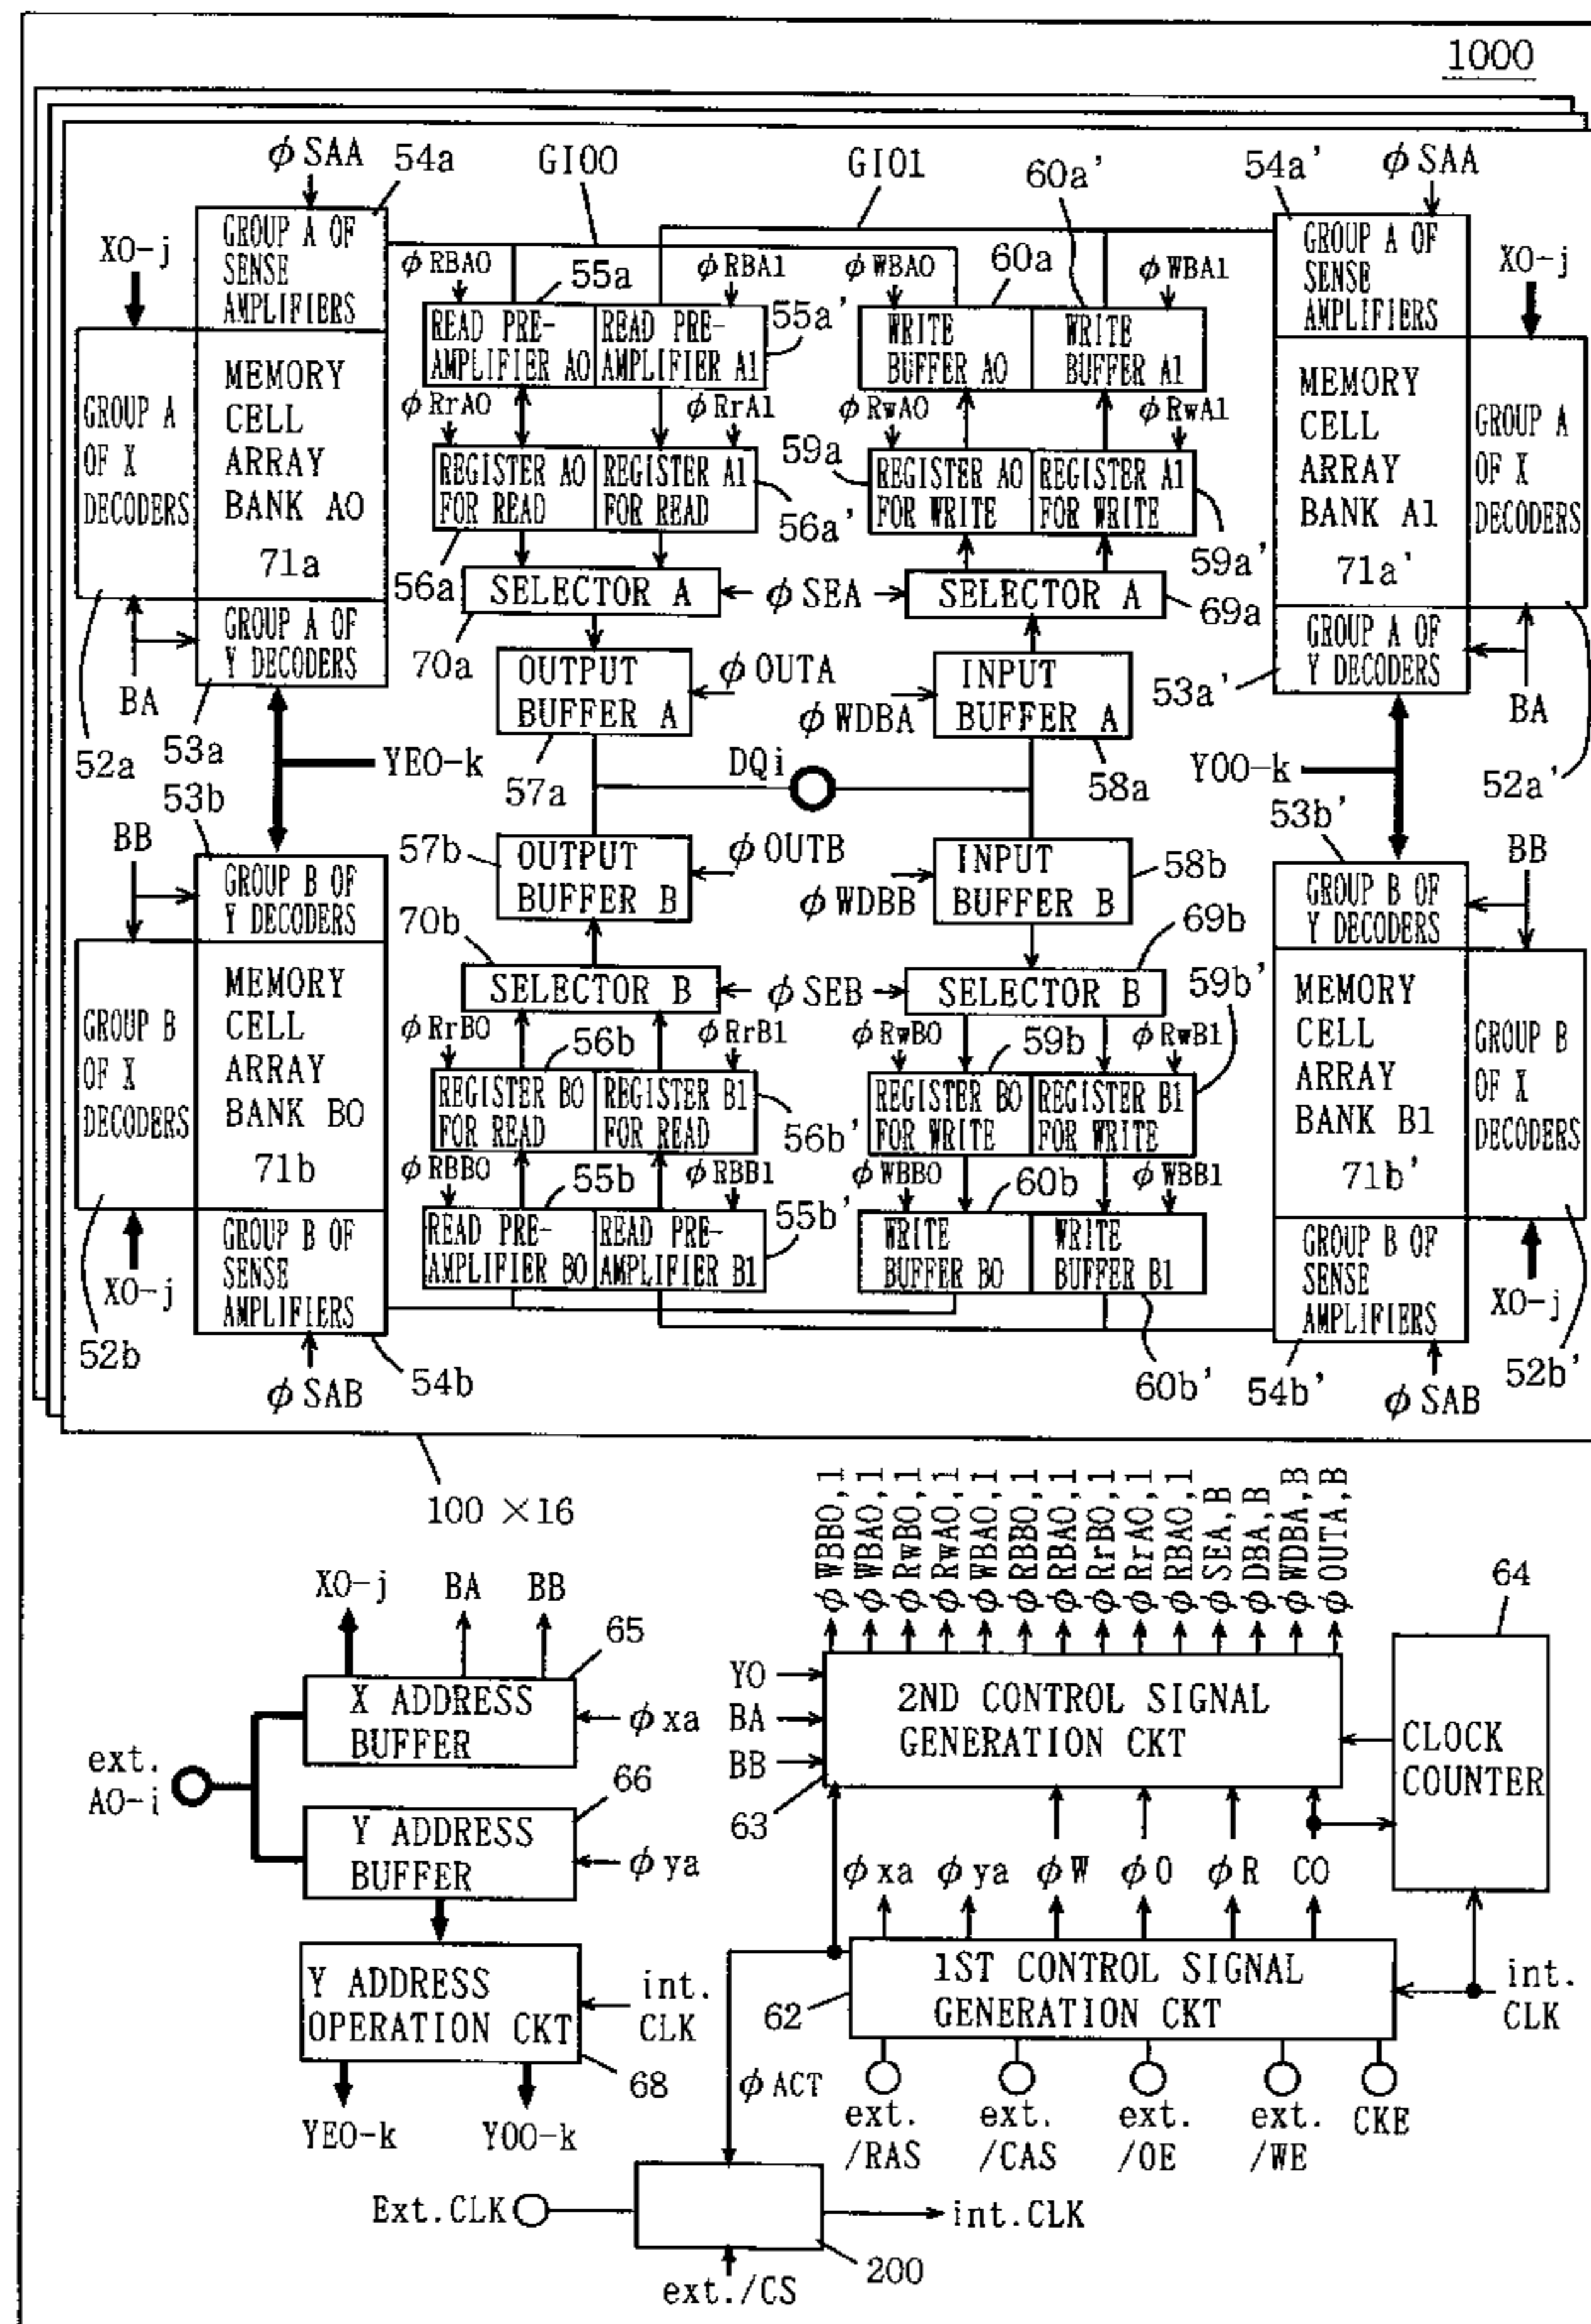 1000
φSAA
54a
GIO0
GIO1
60a'
54a'
φSAA
GROUP A OF
SENSE
AMPLIFIERS
X0-j
φRBA0
55a
φRBA1
φWBA0
60a
φWBA1
GROUP A OF
SENSE
AMPLIFIERS
X0-j
READ PRE-
AMPLIFIER A0
READ PRE-
AMPLIFIER A1
55a'
WRITE
BUFFER A0
WRITE
BUFFER A1
GROUP A
OF X
DECODERS
MEMORY
CELL
ARRAY
BANK A0
71a
φRrA0
φRrA1
φRwA0
φRwA1
MEMORY
CELL
ARRAY
BANK A1
71a'
GROUP A
OF X
DECODERS
REGISTER A0
FOR READ
REGISTER A1
FOR READ
59a
REGISTER A0
FOR WRITE
REGISTER A1
FOR WRITE
56a
56a'
59a'
SELECTOR A
φSEA
SELECTOR A
69a
GROUP A OF
Y DECODERS
70a
OUTPUT
BUFFER A
φOUTA
φWDBA
INPUT
BUFFER A
GROUP A OF
Y DECODERS
53a'
BA
BA
52a
53a
53b
YE0-k
57a
DQi
58a
YO0-k
53b'
52a'
BB
57b
OUTPUT
BUFFER B
φOUTB
φWDBB
INPUT
BUFFER B
58b
BB
GROUP B OF
Y DECODERS
70b
69b
GROUP B OF
Y DECODERS
SELECTOR B
φSEB
SELECTOR B
59b'
GROUP B
OF X
DECODERS
MEMORY
CELL
ARRAY
BANK B0
71b
φRrB0
56b
φRrB1
φRwB0
59b
φRwB1
MEMORY
CELL
ARRAY
BANK B1
71b'
GROUP B
OF X
DECODERS
REGISTER B0
FOR READ
REGISTER B1
FOR READ
56b'
REGISTER B0
FOR WRITE
REGISTER B1
FOR WRITE
φRBB0
55b
φRBB1
φWBB0
60b
φWBB1
READ PRE-
AMPLIFIER B0
READ PRE-
AMPLIFIER B1
55b'
WRITE
BUFFER B0
WRITE
BUFFER B1
GROUP B OF
SENSE
AMPLIFIERS
X0-j
GROUP B OF
SENSE
AMPLIFIERS
X0-j
52b
φSAB
54b
60b'
54b'
φSAB
52b'
100 ×16
φWBB0,1
φWBA0,1
φRwB0,1
φRwA0,1
φWBA0,1
φRBB0,1
φRBA0,1
φRrB0,1
φRrA0,1
φRBA0,1
φSEA,B
φDBA,B
φWDBA,B
φOUTA,B
64
X0-j
BA
BB
65
X ADDRESS
BUFFER
φxa
Y0
BA
BB
2ND CONTROL SIGNAL
GENERATION CKT
CLOCK
COUNTER
ext.
A0-i
66
63
Y ADDRESS
BUFFER
φya
φxa
φya
φW
φO
φR
CO
Y ADDRESS
OPERATION CKT
int.
CLK
68
62
1ST CONTROL SIGNAL
GENERATION CKT
int.
CLK
YE0-k
YO0-k
φACT
ext.
/RAS
ext.
/CAS
ext.
/OE
ext.
/WE
CKE
Ext.CLK
int.CLK
200
ext./CS